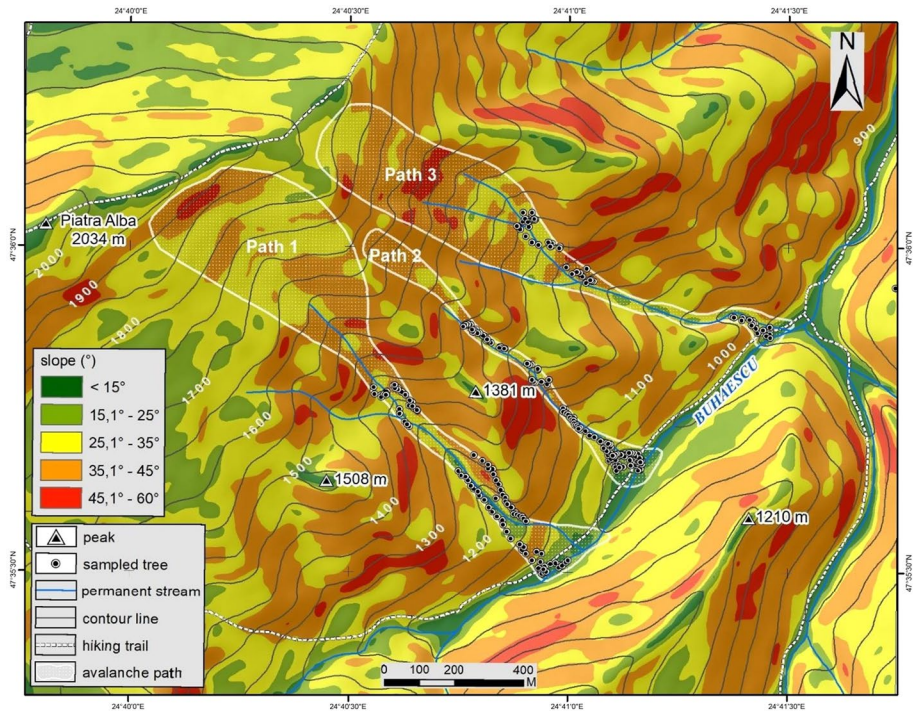 24°40'0"E 24°40'30"E 24°41'0"E 24°41'30"E
N
900
Path 3
Piatra Alba
2034 m
Path 1
Path 2
47°36'0"N 47°36'0"N
2000
1900
1800
slope (°)
< 15°
15,1° - 25°
25,1° - 35°
35,1° - 45°
45,1° - 60°
1700
1600
1000
1100
BUHAESCU
1381 m
1500
1508 m
1400
1300
1200
1210 m
peak
sampled tree
permanent stream
contour line
hiking trail
avalanche path
47°35'30"N 47°35'30"N
0 100 200 400
M
24°40'0"E 24°40'30"E 24°41'0"E 24°41'30"E